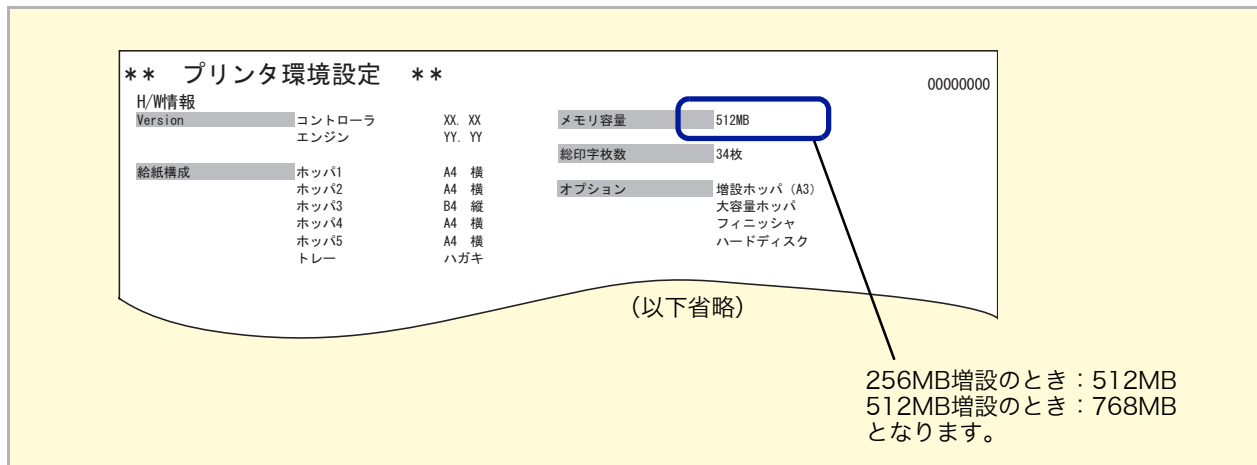 ** プリンタ環境設定 **
00000000
H/W情報
Version コントローラ XX. XX
エンジン YY. YY
給紙構成 ホッパ1 A4 横
ホッパ2 A4 横
ホッパ3 B4 縦
ホッパ4 A4 横
ホッパ5 A4 横
トレー ハガキ
メモリ容量 512MB
総印字枚数 34枚
オプション 増設ホッパ（A3）
大容量ホッパ
フィニッシャ
ハードディスク
（以下省略）
256MB増設のとき：512MB
512MB増設のとき：768MB
となります。